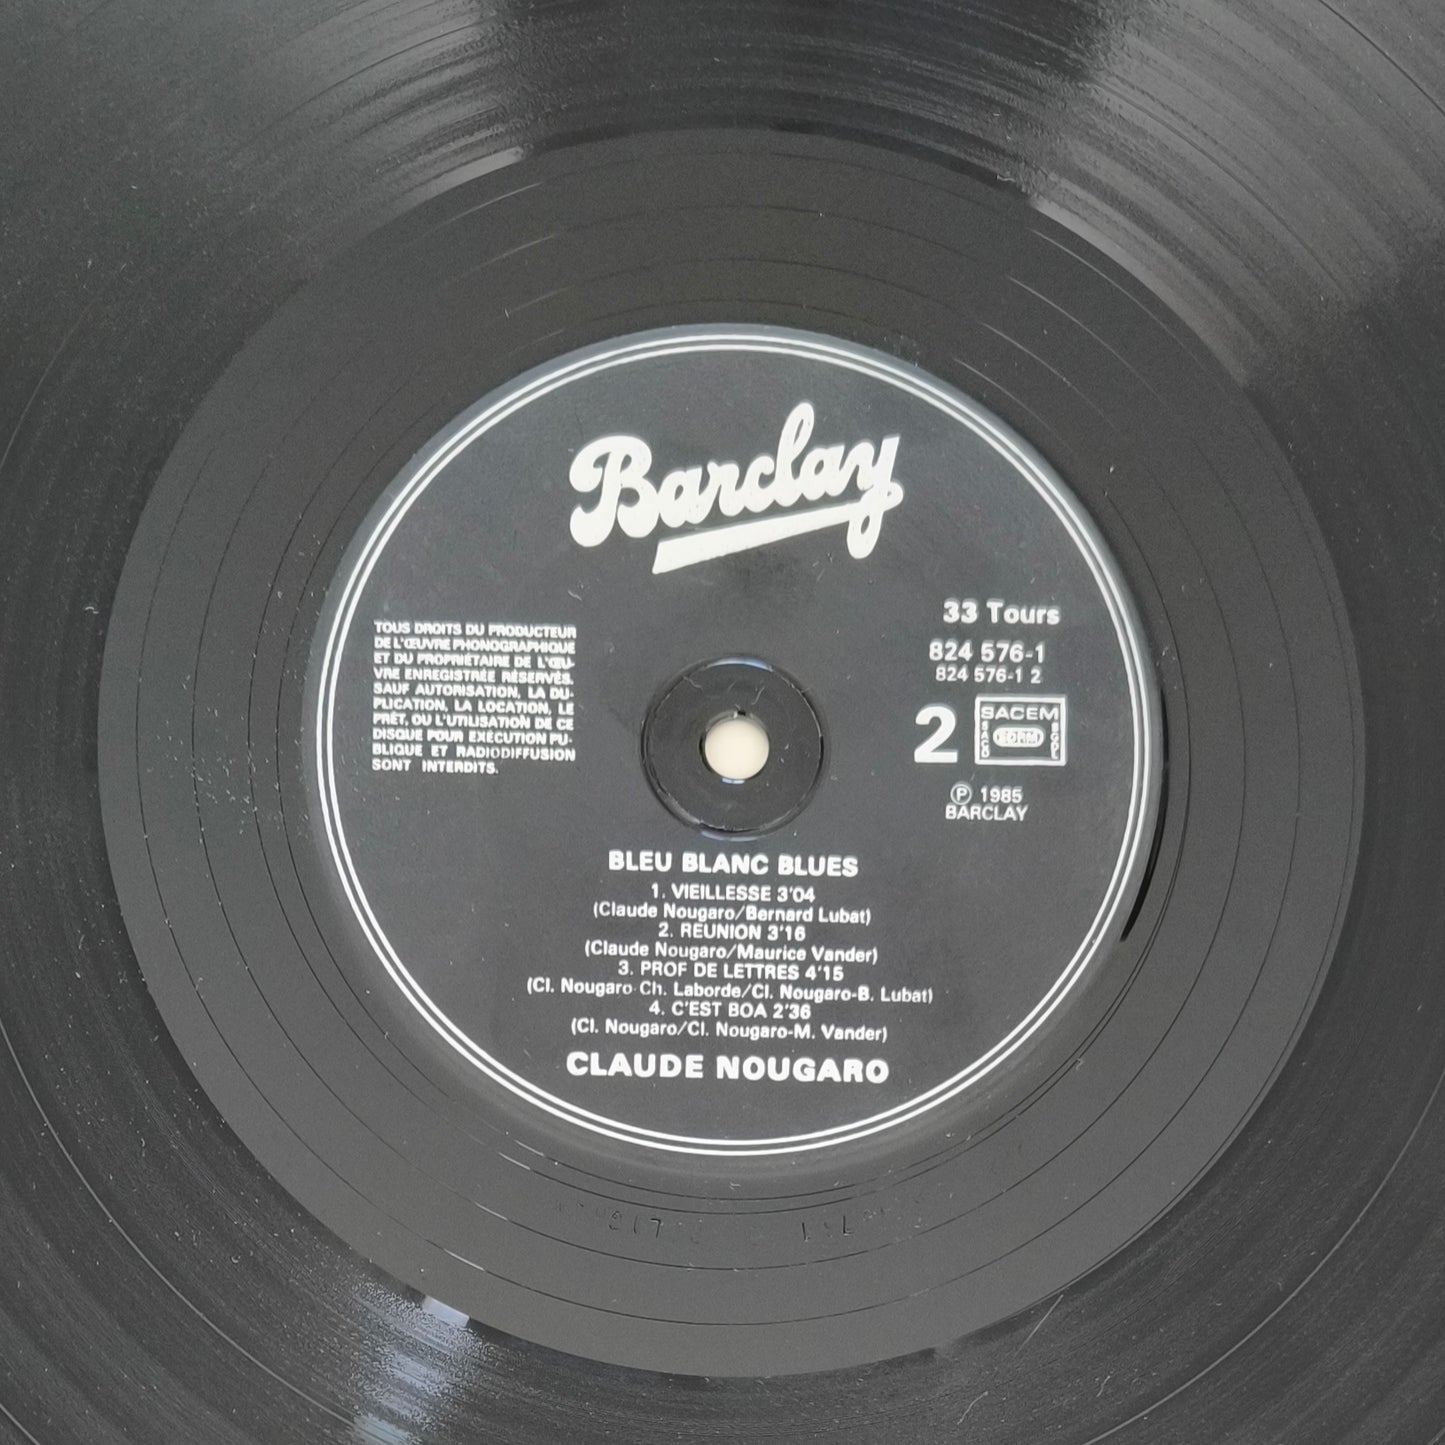 Barclay
33 Tours
824 576-1
824 576-1 2
2
SACEM
SACD
SDRM
SGDL
Ⓟ 1985
BARCLAY
TOUS DROITS DU PRODUCTEUR
DE L'ŒUVRE PHONOGRAPHIQUE
ET DU PROPRIÉTAIRE DE L'ŒU-
VRE ENREGISTRÉE RÉSERVÉS.
SAUF AUTORISATION, LA DU-
PLICATION, LA LOCATION, LE
PRÊT, OU L'UTILISATION DE CE
DISQUE POUR EXÉCUTION PU-
BLIQUE ET RADIODIFFUSION
SONT INTERDITS.
BLEU BLANC BLUES
1. VIEILLESSE 3'04
(Claude Nougaro/Bernard Lubat)
2. REUNION 3'16
(Claude Nougaro/Maurice Vander)
3. PROF DE LETTRES 4'15
(Cl. Nougaro-Ch. Laborde/Cl. Nougaro-B. Lubat)
4. C'EST BOA 2'36
(Cl. Nougaro/Cl. Nougaro-M. Vander)
CLAUDE NOUGARO